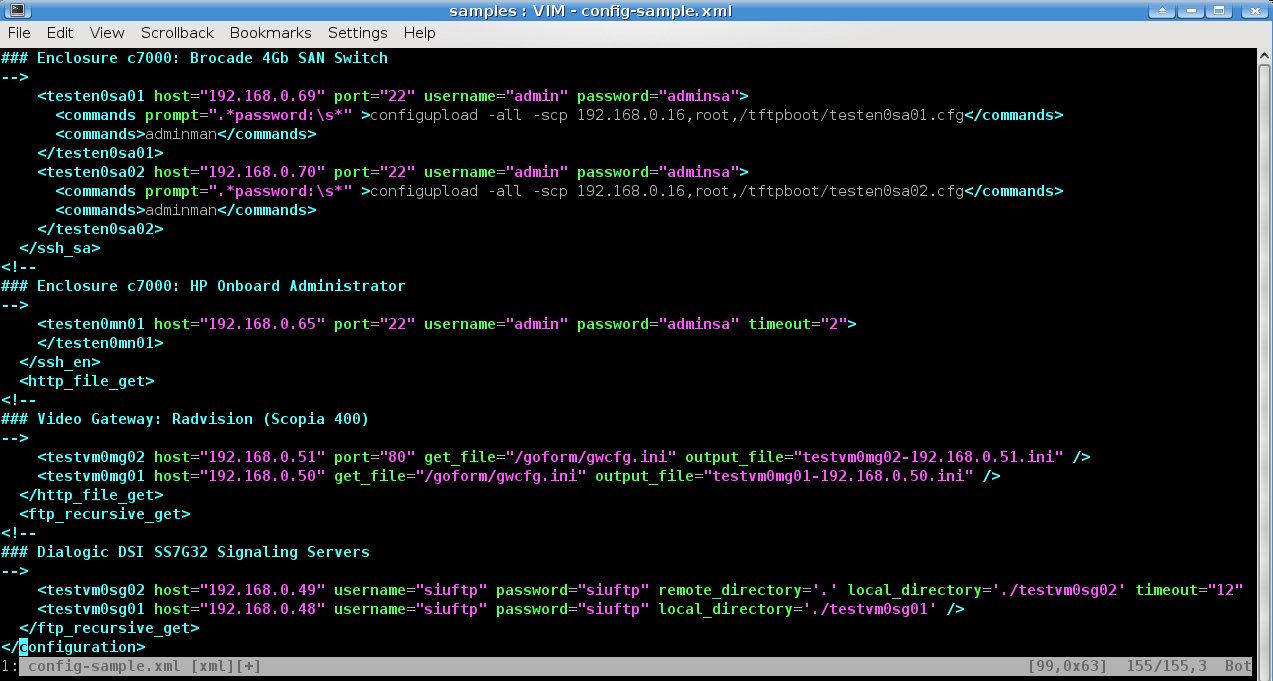 samples : VIM - config-sample.xml
File Edit View Scrollback Bookmarks Settings Help
### Enclosure c7000: Brocade 4Gb SAN Switch
-->
    <testen0sa01 host="192.168.0.69" port="22" username="admin" password="adminsa">
      <commands prompt=".*password:\s*" >configupload -all -scp 192.168.0.16,root,/tftpboot/testen0sa01.cfg</commands>
      <commands>adminman</commands>
    </testen0sa01>
    <testen0sa02 host="192.168.0.70" port="22" username="admin" password="adminsa">
      <commands prompt=".*password:\s*" >configupload -all -scp 192.168.0.16,root,/tftpboot/testen0sa02.cfg</commands>
      <commands>adminman</commands>
    </testen0sa02>
  </ssh_sa>
<!--
### Enclosure c7000: HP Onboard Administrator
-->
    <testen0mn01 host="192.168.0.65" port="22" username="admin" password="adminsa" timeout="2">
    </testen0mn01>
  </ssh_en>
  <http_file_get>
<!--
### Video Gateway: Radvision (Scopia 400)
-->
    <testvm0mg02 host="192.168.0.51" port="80" get_file="/goform/gwcfg.ini" output_file="testvm0mg02-192.168.0.51.ini" />
    <testvm0mg01 host="192.168.0.50" get_file="/goform/gwcfg.ini" output_file="testvm0mg01-192.168.0.50.ini" />
  </http_file_get>
  <ftp_recursive_get>
<!--
### Dialogic DSI SS7G32 Signaling Servers
-->
    <testvm0sg02 host="192.168.0.49" username="siuftp" password="siuftp" remote_directory='.' local_directory='./testvm0sg02' timeout="12"
    <testvm0sg01 host="192.168.0.48" username="siuftp" password="siuftp" local_directory='./testvm0sg01' />
  </ftp_recursive_get>
</configuration>
1: config-sample.xml [xml][+] [99,0x63] 155/155,3 Bot